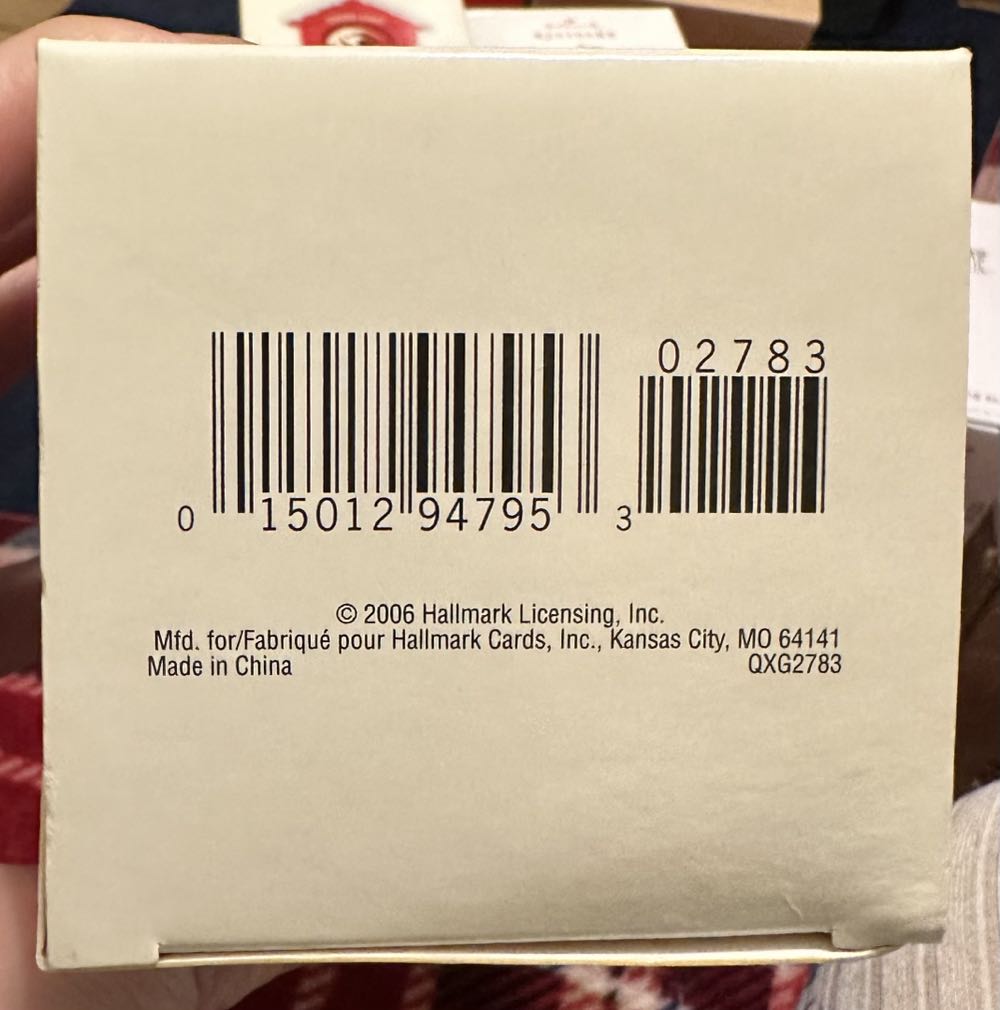 02783
0 15012 94795 3
© 2006 Hallmark Licensing, Inc.
Mfd. for/Fabriqué pour Hallmark Cards, Inc., Kansas City, MO 64141
Made in China QXG2783